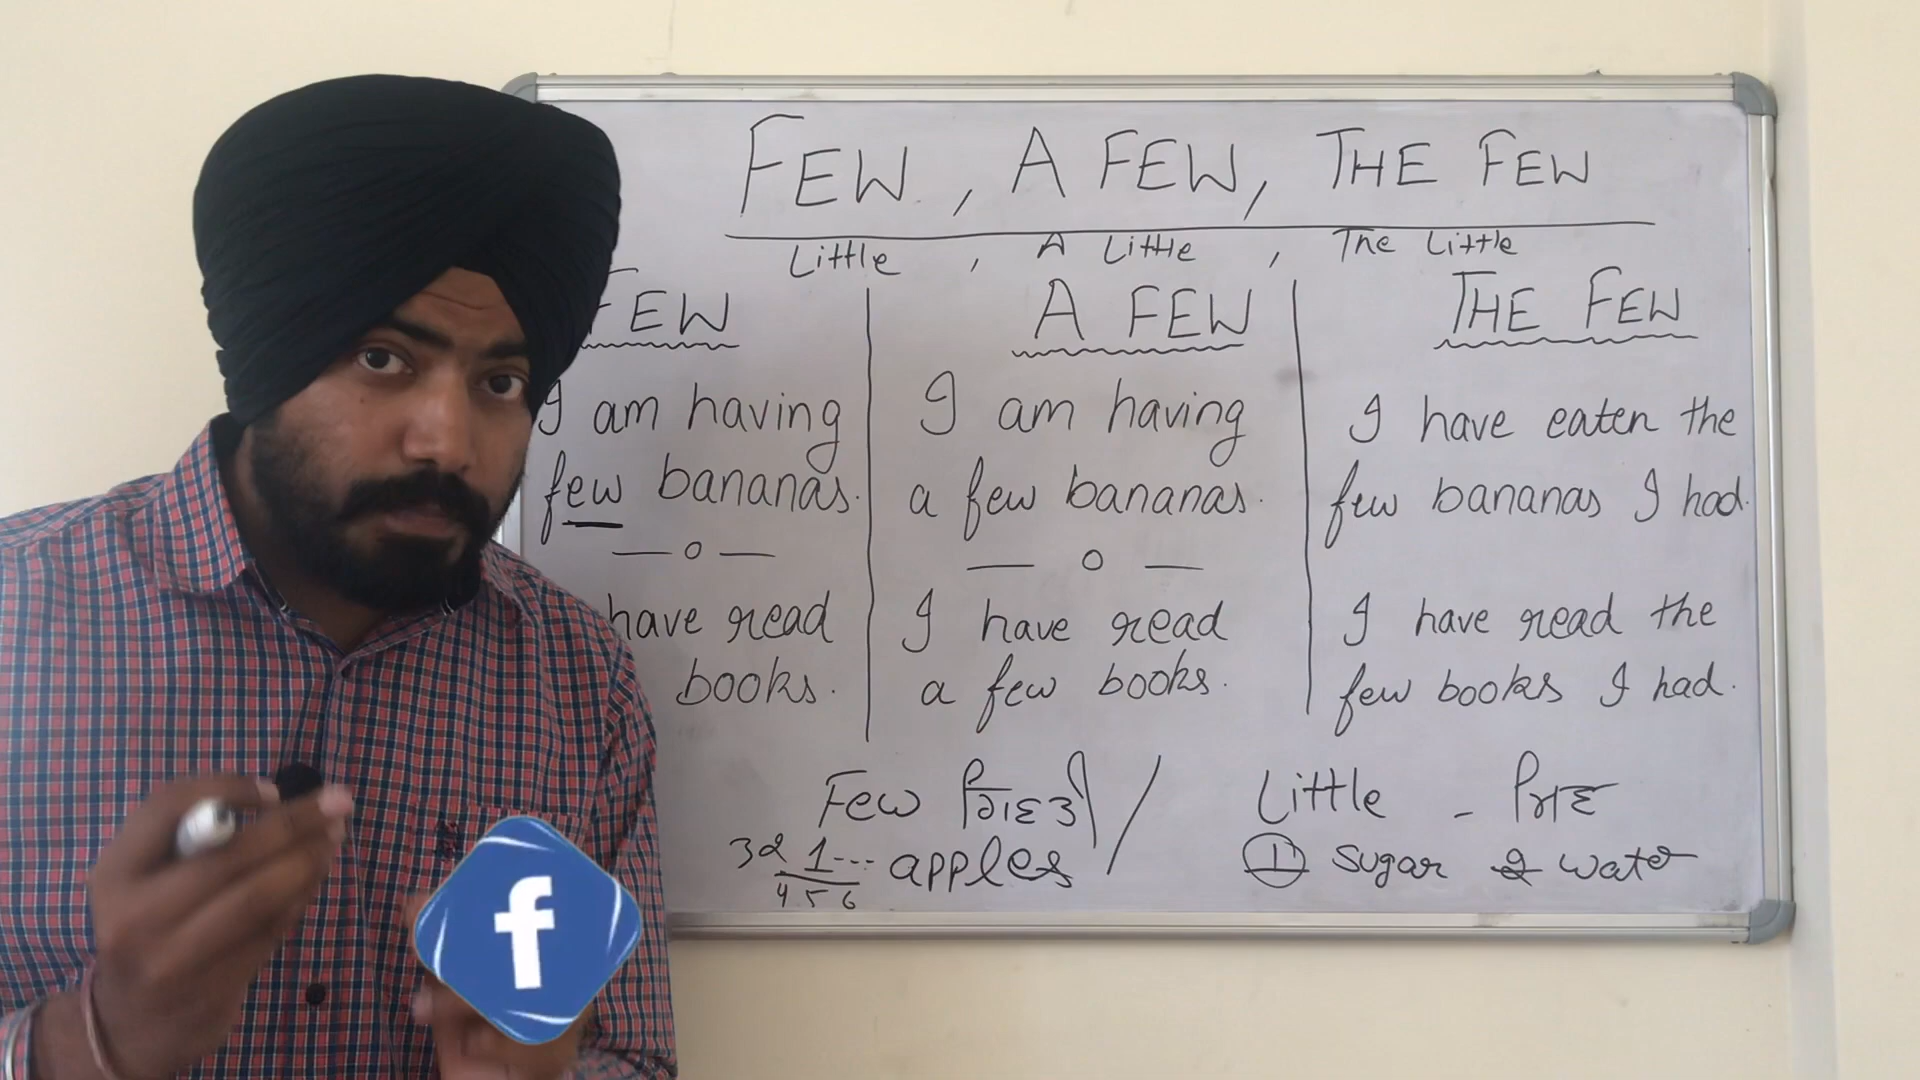 FEW, A FEW, THE FEW
Little, A Little, The Little
FEW
I am having
few bananas.
— o —
have read
books.
A FEW
I am having
a few bananas.
— o —
I have read
a few books.
THE FEW
I have eaten the
few bananas I had.
I have read the
few books I had.
Few ਗਿਣਤੀ /
32 1--- apples
4 5 6
Little -
1 sugar 2 water
f